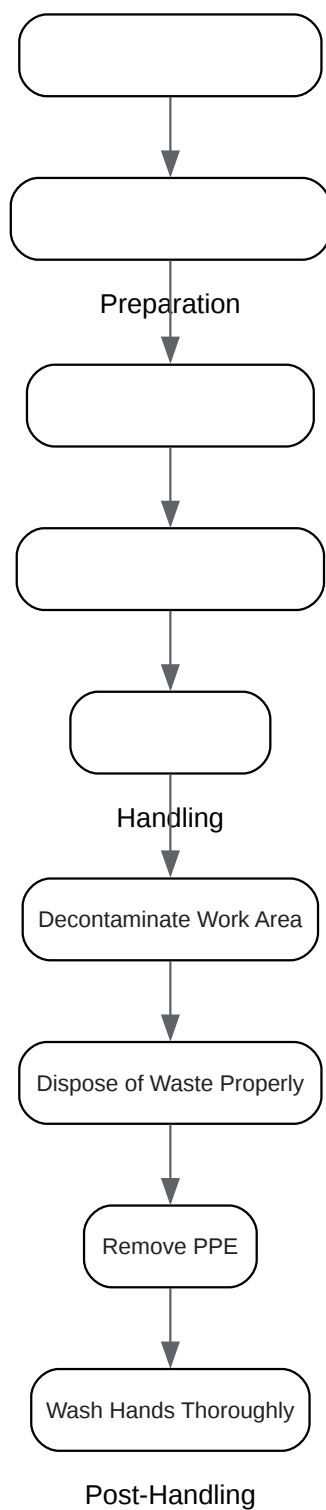 Preparation
Handling
Decontaminate Work Area
Dispose of Waste Properly
Remove PPE
Wash Hands Thoroughly
Post-Handling